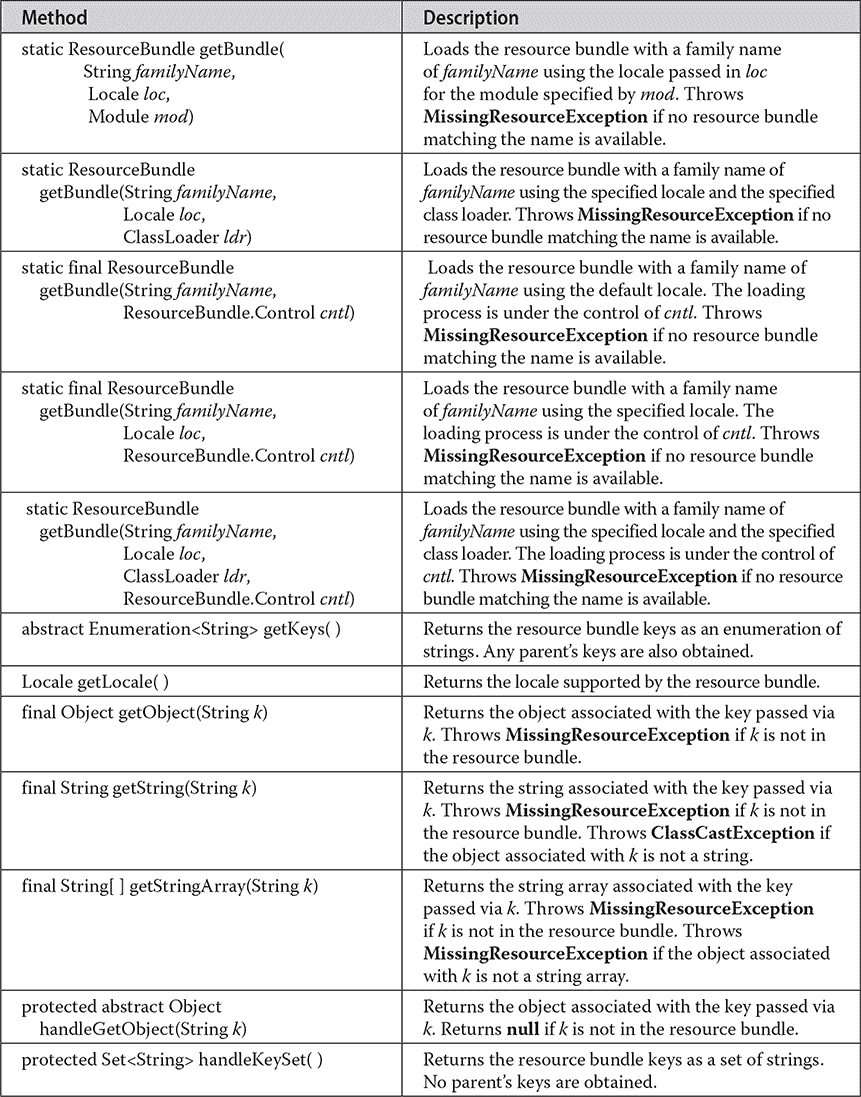 Method Description
static ResourceBundle getBundle(
String familyName,
Locale loc,
Module mod)
Loads the resource bundle with a family name
of familyName using the locale passed in loc
for the module specified by mod. Throws
MissingResourceException if no resource bundle
matching the name is available.
static ResourceBundle
getBundle(String familyName,
Locale loc,
ClassLoader ldr)
Loads the resource bundle with a family name of
familyName using the specified locale and the specified
class loader. Throws MissingResourceException if no
resource bundle matching the name is available.
static final ResourceBundle
getBundle(String familyName,
ResourceBundle.Control cntl)
Loads the resource bundle with a family name of
familyName using the default locale. The loading
process is under the control of cntl. Throws
MissingResourceException if no resource bundle
matching the name is available.
static final ResourceBundle
getBundle(String familyName,
Locale loc,
ResourceBundle.Control cntl)
Loads the resource bundle with a family name
of familyName using the specified locale. The
loading process is under the control of cntl. Throws
MissingResourceException if no resource bundle
matching the name is available.
static ResourceBundle
getBundle(String familyName,
Locale loc,
ClassLoader ldr,
ResourceBundle.Control cntl)
Loads the resource bundle with a family name of
familyName using the specified locale and the specified
class loader. The loading process is under the control of
cntl. Throws MissingResourceException if no resource
bundle matching the name is available.
abstract Enumeration<String> getKeys( )
Returns the resource bundle keys as an enumeration of
strings. Any parent's keys are also obtained.
Locale getLocale( )
Returns the locale supported by the resource bundle.
final Object getObject(String k)
Returns the object associated with the key passed via
k. Throws MissingResourceException if k is not in
the resource bundle.
final String getString(String k)
Returns the string associated with the key passed via
k. Throws MissingResourceException if k is not in
the resource bundle. Throws ClassCastException if
the object associated with k is not a string.
final String[ ] getStringArray(String k)
Returns the string array associated with the key
passed via k. Throws MissingResourceException
if k is not in the resource bundle. Throws
MissingResourceException if the object associated
with k is not a string array.
protected abstract Object
handleGetObject(String k)
Returns the object associated with the key passed via
k. Returns null if k is not in the resource bundle.
protected Set<String> handleKeySet( )
Returns the resource bundle keys as a set of strings.
No parent's keys are obtained.